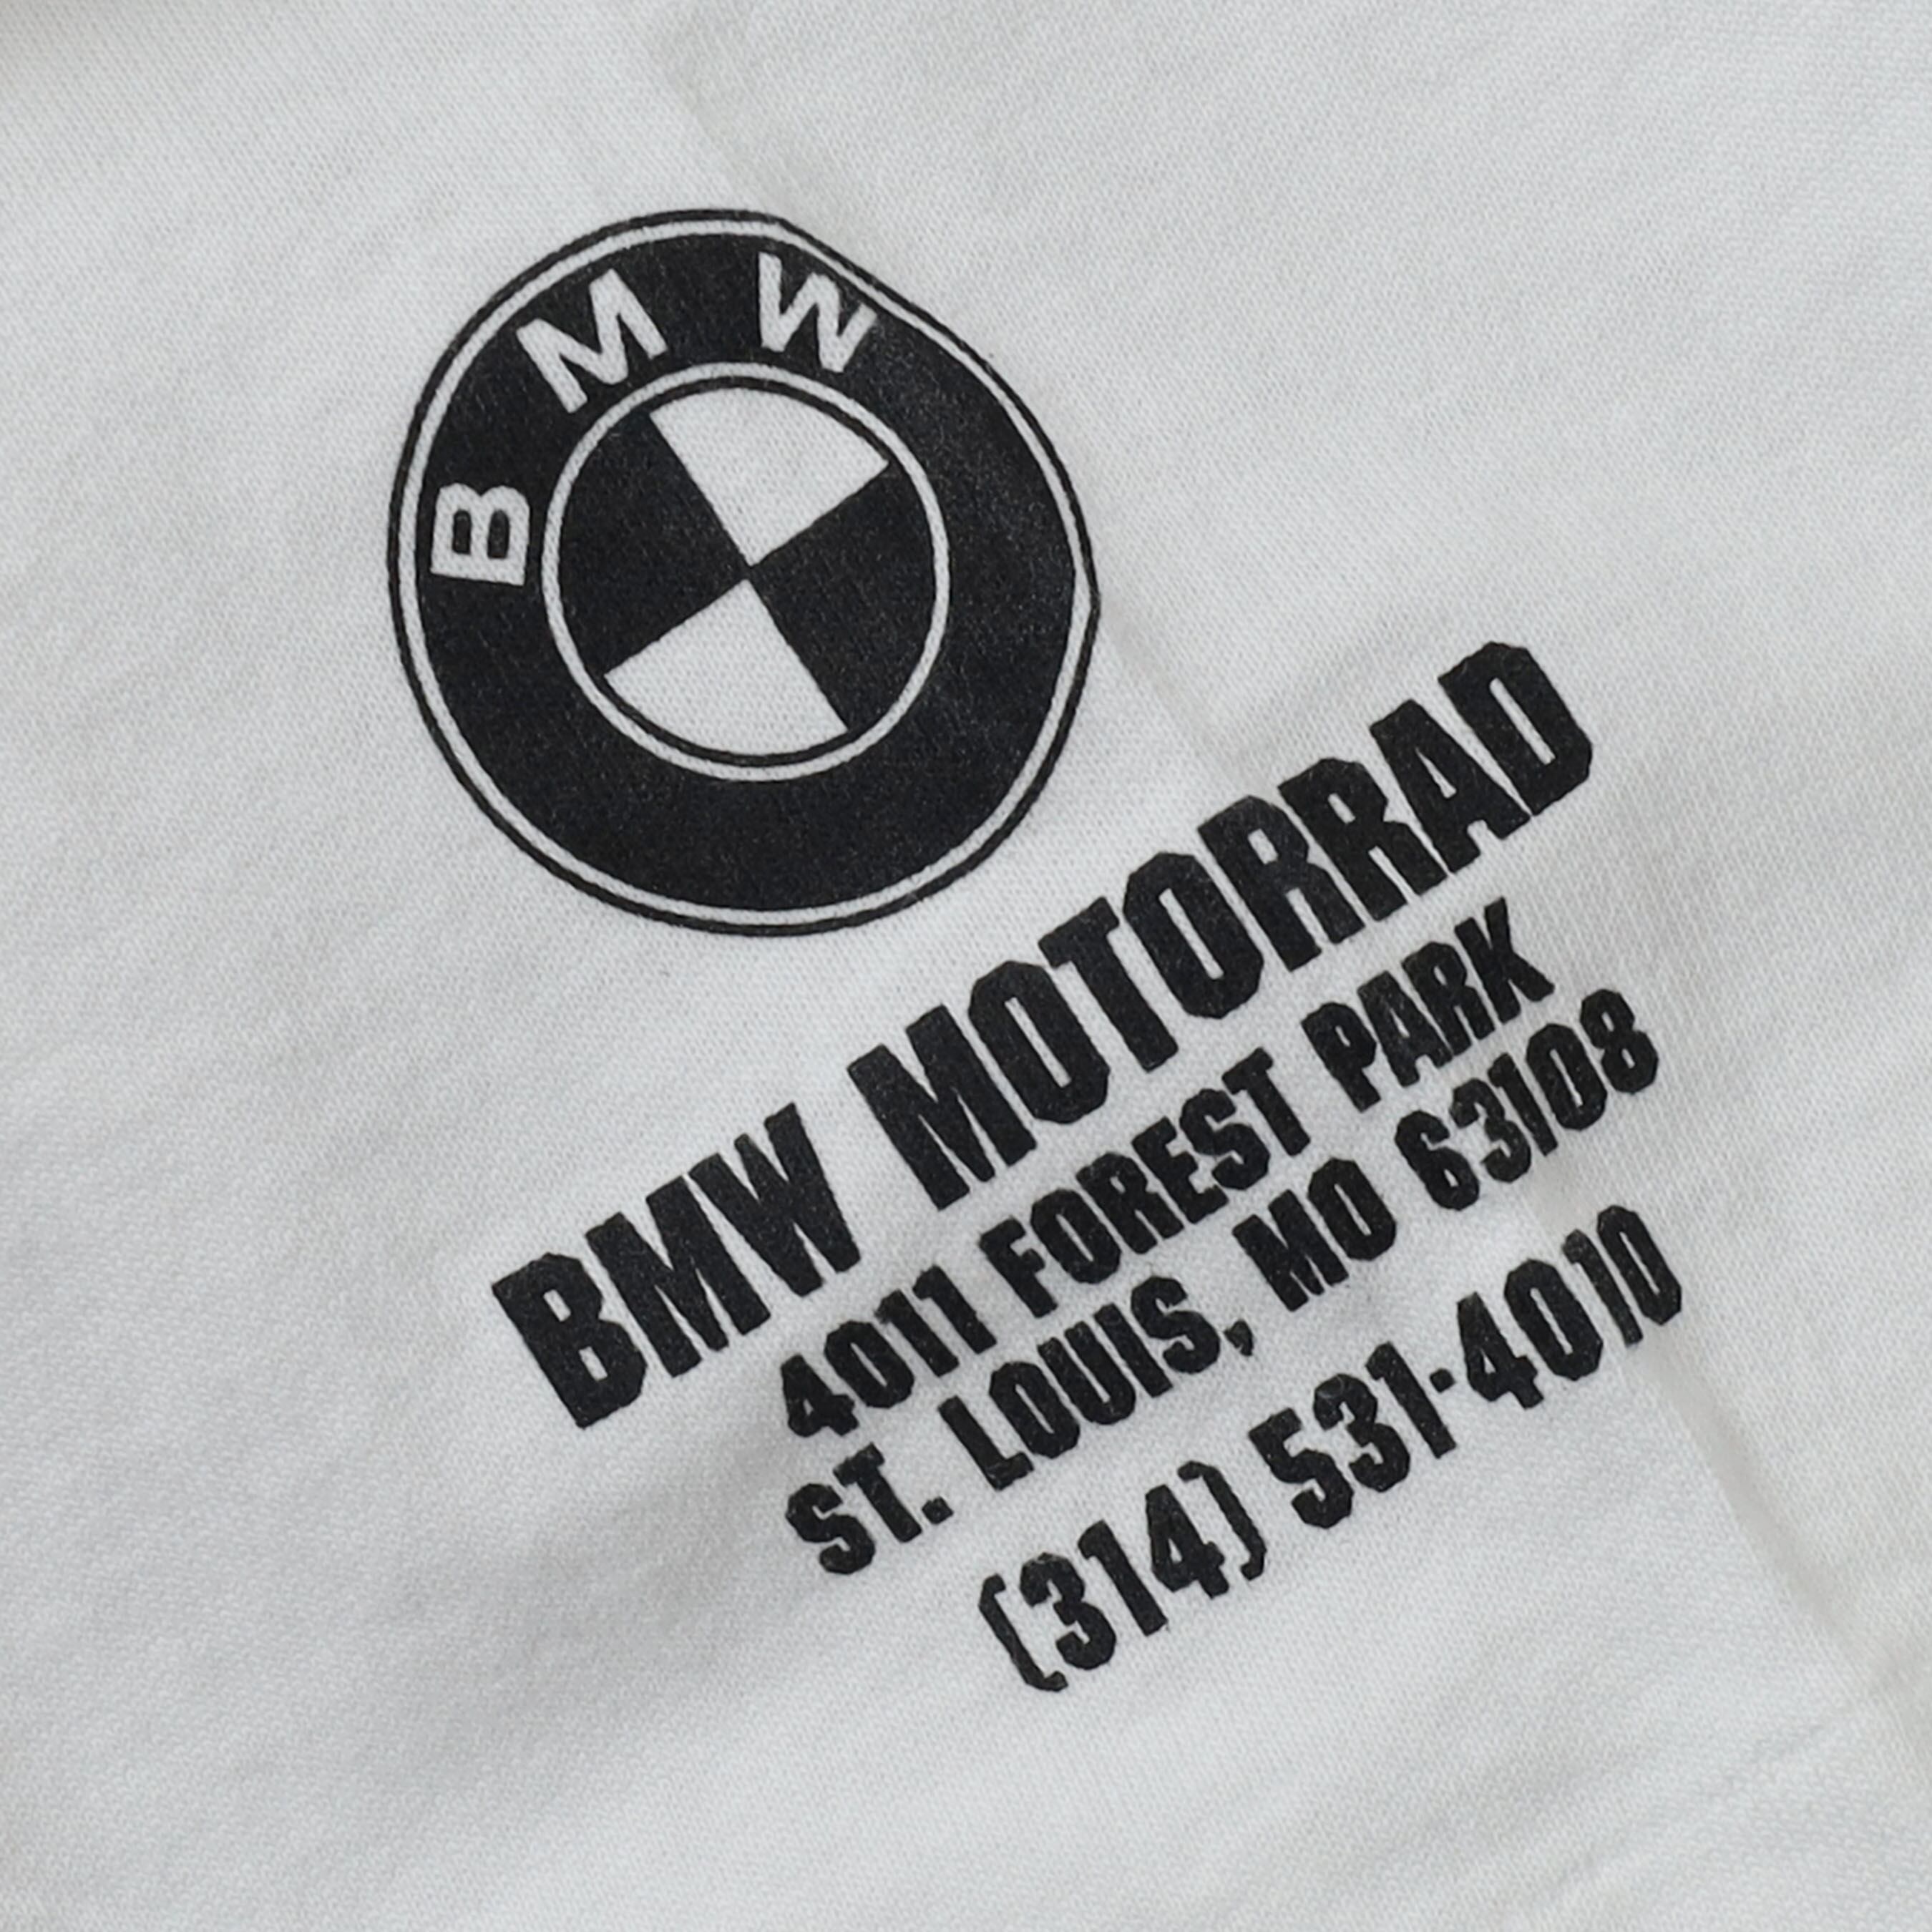 BMW
BMW MOTORRAD
4011 FOREST PARK
ST. LOUIS, MO 63108
(314) 531-4010